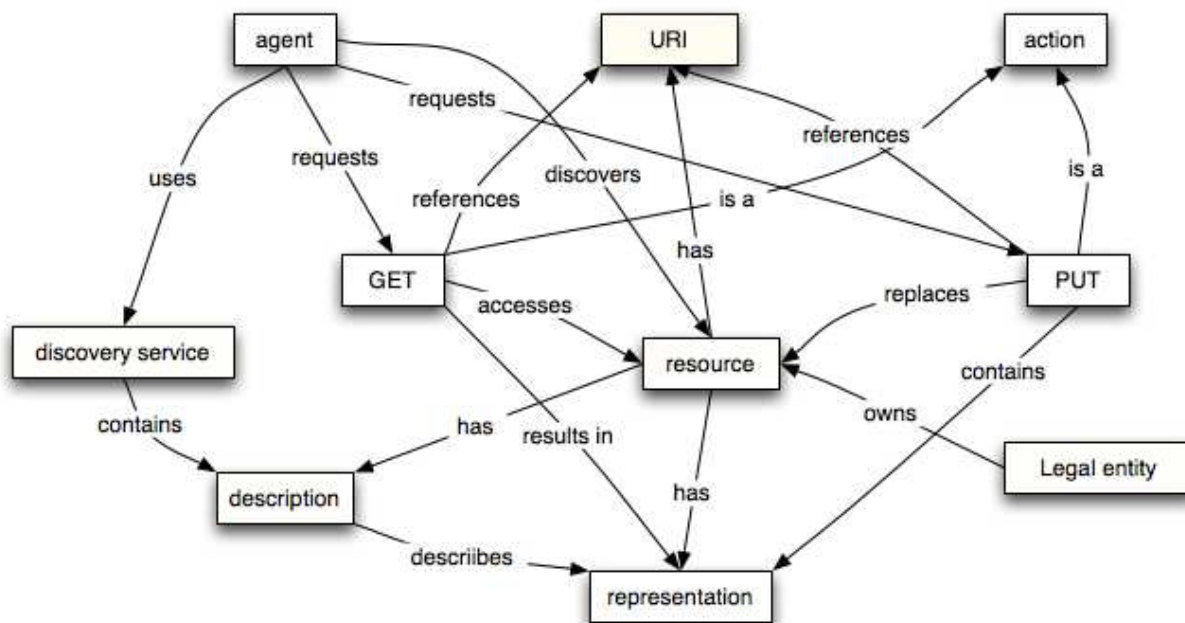 agent
URI
action
requests
references
requests
discovers
uses
is a
references
is a
has
GET
PUT
accesses
replaces
discovery service
resource
contains
contains
has
results in
owns
Legal entity
description
has
descriibes
representation